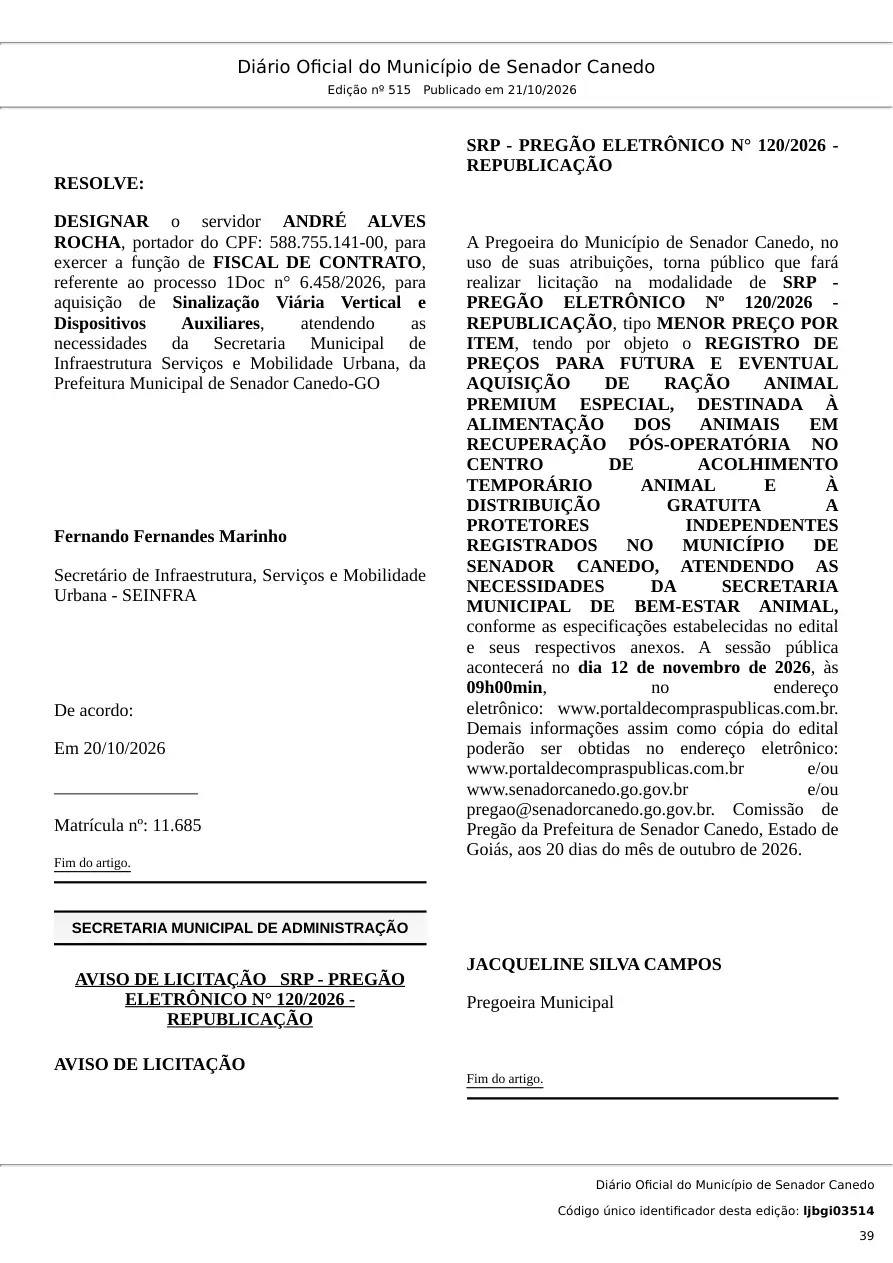 Diário Oficial do Município de Senador Canedo
Edição nº 515 Publicado em 21/10/2026
RESOLVE:
DESIGNAR o servidor ANDRÉ ALVES
ROCHA, portador do CPF: 588.755.141-00, para
exercer a função de FISCAL DE CONTRATO,
referente ao processo 1Doc n° 6.458/2026, para
aquisição de Sinalização Viária Vertical e
Dispositivos Auxiliares, atendendo as
necessidades da Secretaria Municipal de
Infraestrutura Serviços e Mobilidade Urbana, da
Prefeitura Municipal de Senador Canedo-GO
Fernando Fernandes Marinho
Secretário de Infraestrutura, Serviços e Mobilidade
Urbana - SEINFRA
De acordo:
Em 20/10/2026
________________
Matrícula nº: 11.685
Fim do artigo.
SECRETARIA MUNICIPAL DE ADMINISTRAÇÃO
AVISO DE LICITAÇÃO SRP - PREGÃO
ELETRÔNICO N° 120/2026 -
REPUBLICAÇÃO
AVISO DE LICITAÇÃO
SRP - PREGÃO ELETRÔNICO N° 120/2026 -
REPUBLICAÇÃO
A Pregoeira do Município de Senador Canedo, no
uso de suas atribuições, torna público que fará
realizar licitação na modalidade de SRP -
PREGÃO ELETRÔNICO Nº 120/2026 -
REPUBLICAÇÃO, tipo MENOR PREÇO POR
ITEM, tendo por objeto o REGISTRO DE
PREÇOS PARA FUTURA E EVENTUAL
AQUISIÇÃO DE RAÇÃO ANIMAL
PREMIUM ESPECIAL, DESTINADA À
ALIMENTAÇÃO DOS ANIMAIS EM
RECUPERAÇÃO PÓS-OPERATÓRIA NO
CENTRO DE ACOLHIMENTO
TEMPORÁRIO ANIMAL E À
DISTRIBUIÇÃO GRATUITA A
PROTETORES INDEPENDENTES
REGISTRADOS NO MUNICÍPIO DE
SENADOR CANEDO, ATENDENDO AS
NECESSIDADES DA SECRETARIA
MUNICIPAL DE BEM-ESTAR ANIMAL,
conforme as especificações estabelecidas no edital
e seus respectivos anexos. A sessão pública
acontecerá no dia 12 de novembro de 2026, às
09h00min, no endereço
eletrônico: www.portaldecompraspublicas.com.br.
Demais informações assim como cópia do edital
poderão ser obtidas no endereço eletrônico:
www.portaldecompraspublicas.com.br e/ou
www.senadorcanedo.go.gov.br e/ou
pregao@senadorcanedo.go.gov.br. Comissão de
Pregão da Prefeitura de Senador Canedo, Estado de
Goiás, aos 20 dias do mês de outubro de 2026.
JACQUELINE SILVA CAMPOS
Pregoeira Municipal
Fim do artigo.
Diário Oficial do Município de Senador Canedo
Código único identificador desta edição: ljbgi03514
39